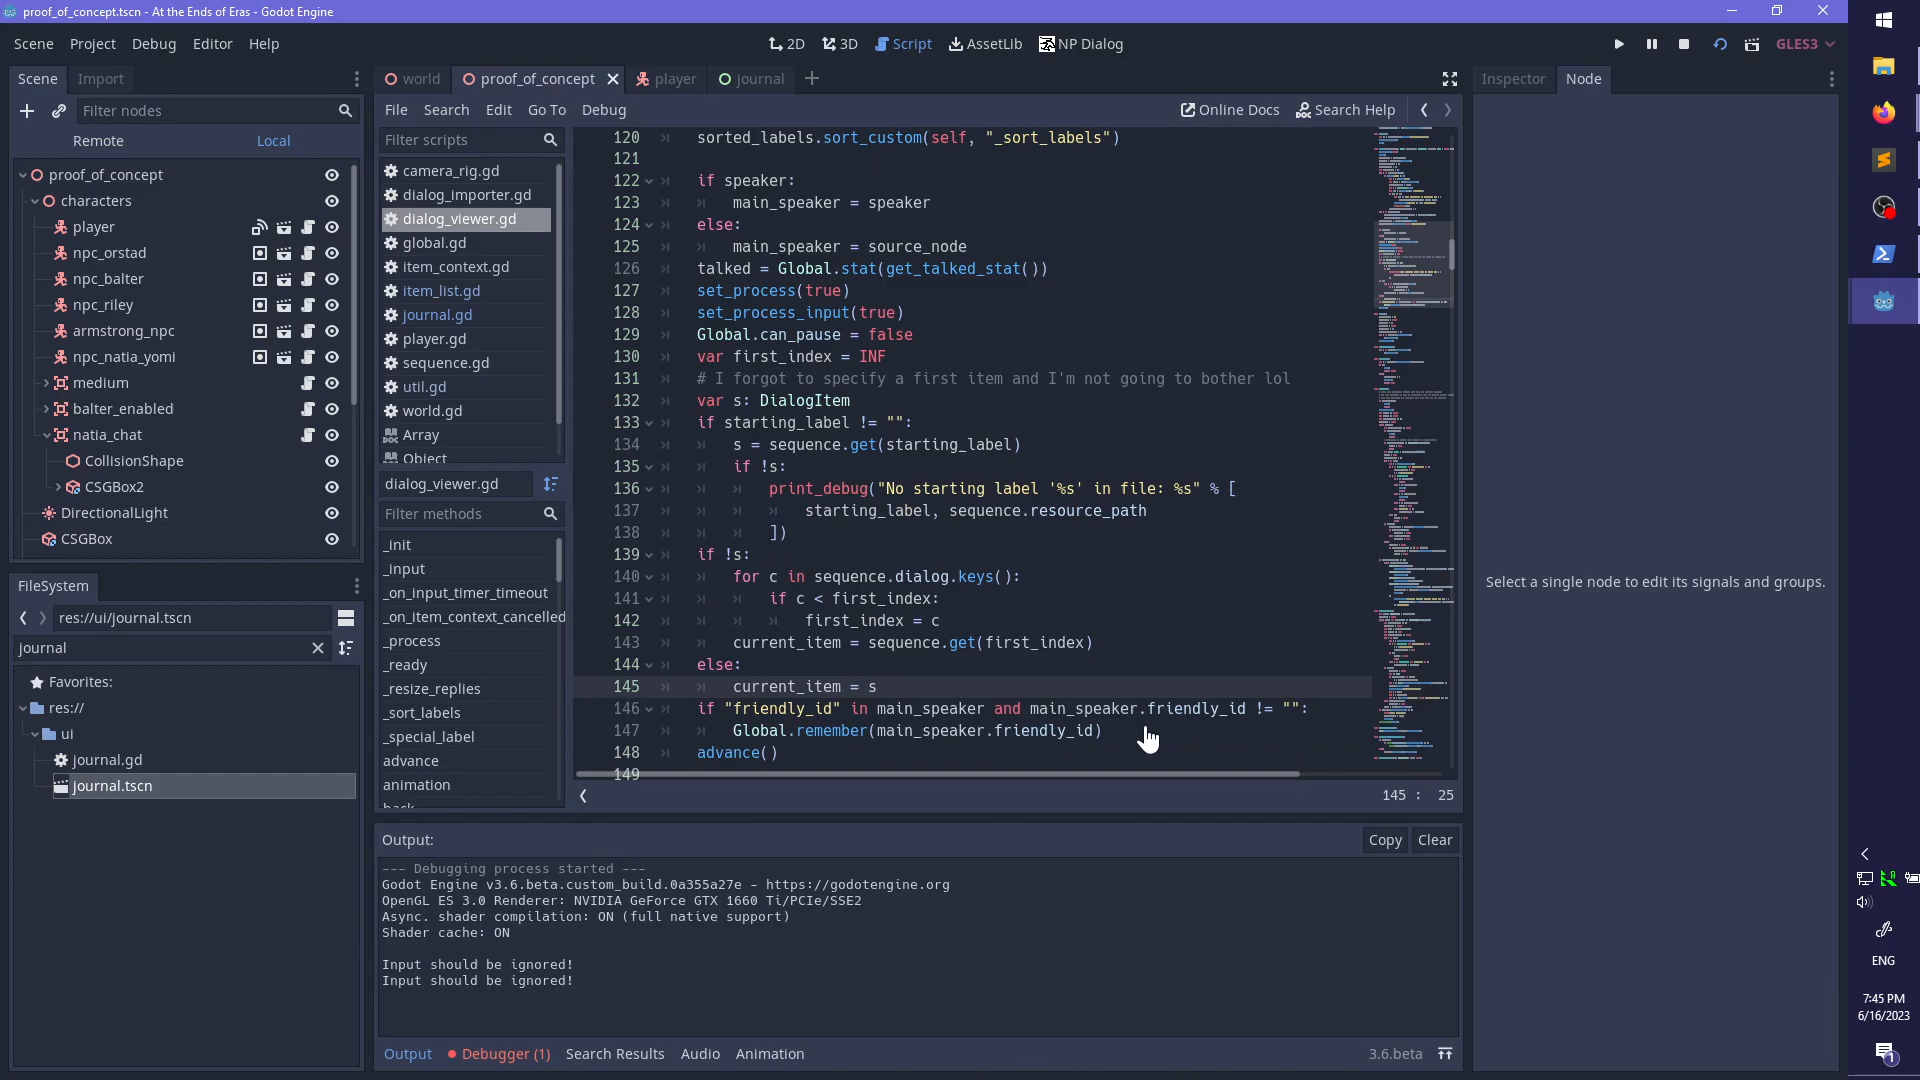 proof_of_concept.tscn - At the Ends of Eras - Godot Engine
Scene Project Debug Editor Help
2D 3D Script AssetLib NP Dialog
GLES3
Scene Import
world proof_of_concept player journal
Inspector Node
Filter nodes
Remote Local
proof_of_concept
characters
player
npc_orstad
npc_balter
npc_riley
armstrong_npc
npc_natia_yomi
medium
balter_enabled
natia_chat
CollisionShape
CSGBox2
DirectionalLight
CSGBox
FileSystem
res://ui/journal.tscn
journal
Favorites:
res://
ui
journal.gd
journal.tscn
File Search Edit Go To Debug
Online Docs Search Help
Filter scripts
camera_rig.gd
dialog_importer.gd
dialog_viewer.gd
global.gd
item_context.gd
item_list.gd
journal.gd
player.gd
sequence.gd
util.gd
world.gd
Array
Object
dialog_viewer.gd
Filter methods
_init
_input
_on_input_timer_timeout
_on_item_context_cancelled
_process
_ready
_resize_replies
_sort_labels
_special_label
advance
animation
back
120 sorted_labels.sort_custom(self, "_sort_labels")
121
122 if speaker:
123 main_speaker = speaker
124 else:
125 main_speaker = source_node
126 talked = Global.stat(get_talked_stat())
127 set_process(true)
128 set_process_input(true)
129 Global.can_pause = false
130 var first_index = INF
131 # I forgot to specify a first item and I'm not going to bother lol
132 var s: DialogItem
133 if starting_label != "":
134 s = sequence.get(starting_label)
135 if !s:
136 print_debug("No starting label '%s' in file: %s" % [
137 starting_label, sequence.resource_path
138 ])
139 if !s:
140 for c in sequence.dialog.keys():
141 if c < first_index:
142 first_index = c
143 current_item = sequence.get(first_index)
144 else:
145 current_item = s
146 if "friendly_id" in main_speaker and main_speaker.friendly_id != "":
147 Global.remember(main_speaker.friendly_id)
148 advance()
149
145 : 25
Output:
Copy Clear
--- Debugging process started ---
Godot Engine v3.6.beta.custom_build.0a355a27e - https://godotengine.org
OpenGL ES 3.0 Renderer: NVIDIA GeForce GTX 1660 Ti/PCIe/SSE2
Async. shader compilation: ON (full native support)
Shader cache: ON
Input should be ignored!
Input should be ignored!
Output Debugger (1) Search Results Audio Animation
3.6.beta
Select a single node to edit its signals and groups.
ENG
7:45 PM
6/16/2023
1